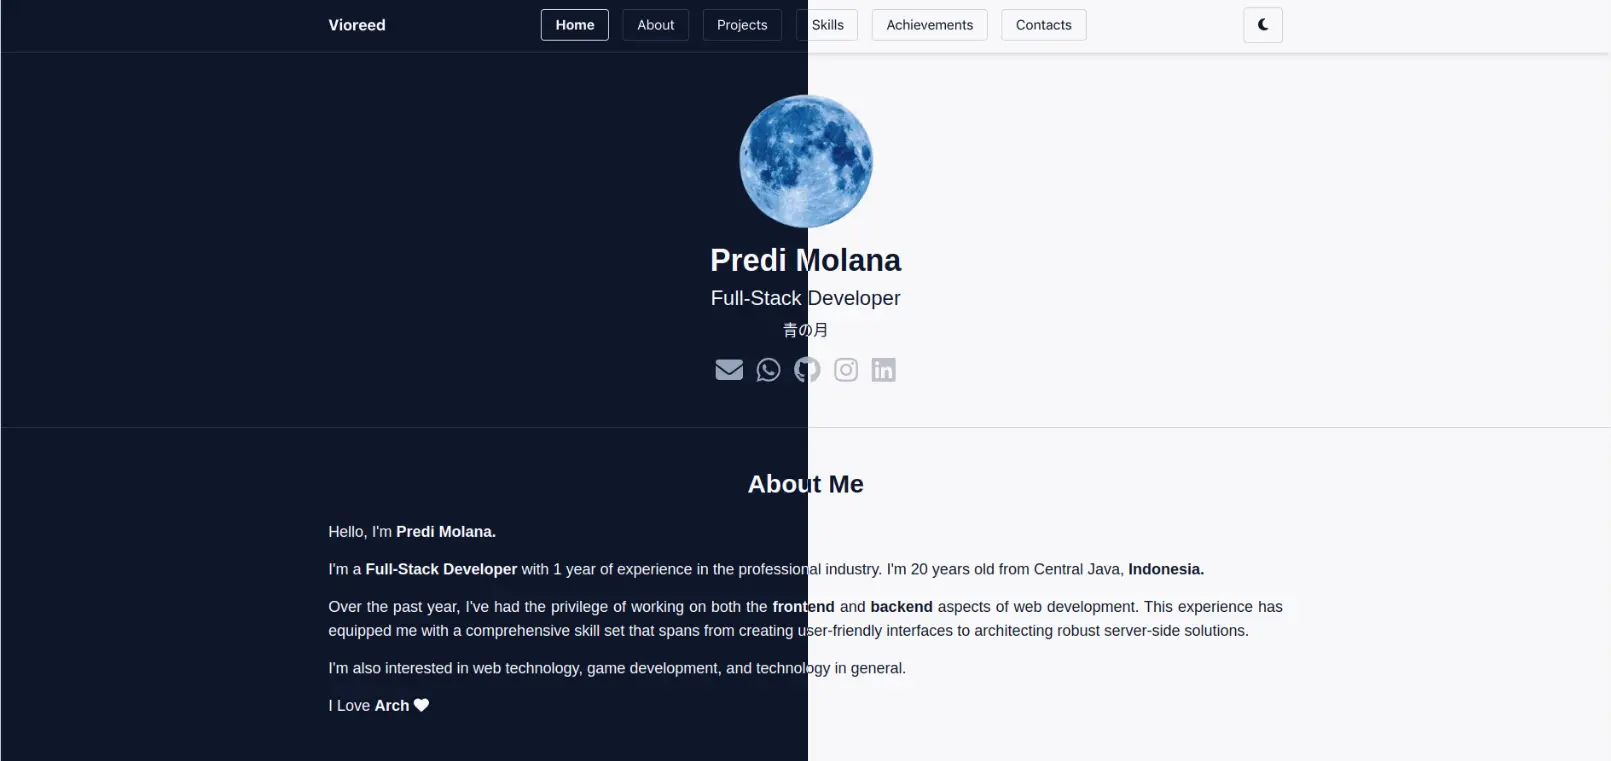 Vioreed Home About Projects Skills Achievements Contacts
Predi Molana
Full-Stack Developer
青の月
About Me
Hello, I'm Predi Molana.
I'm a Full-Stack Developer with 1 year of experience in the professional industry. I'm 20 years old from Central Java, Indonesia.
Over the past year, I've had the privilege of working on both the frontend and backend aspects of web development. This experience has
equipped me with a comprehensive skill set that spans from creating user-friendly interfaces to architecting robust server-side solutions.
I'm also interested in web technology, game development, and technology in general.
I Love Arch